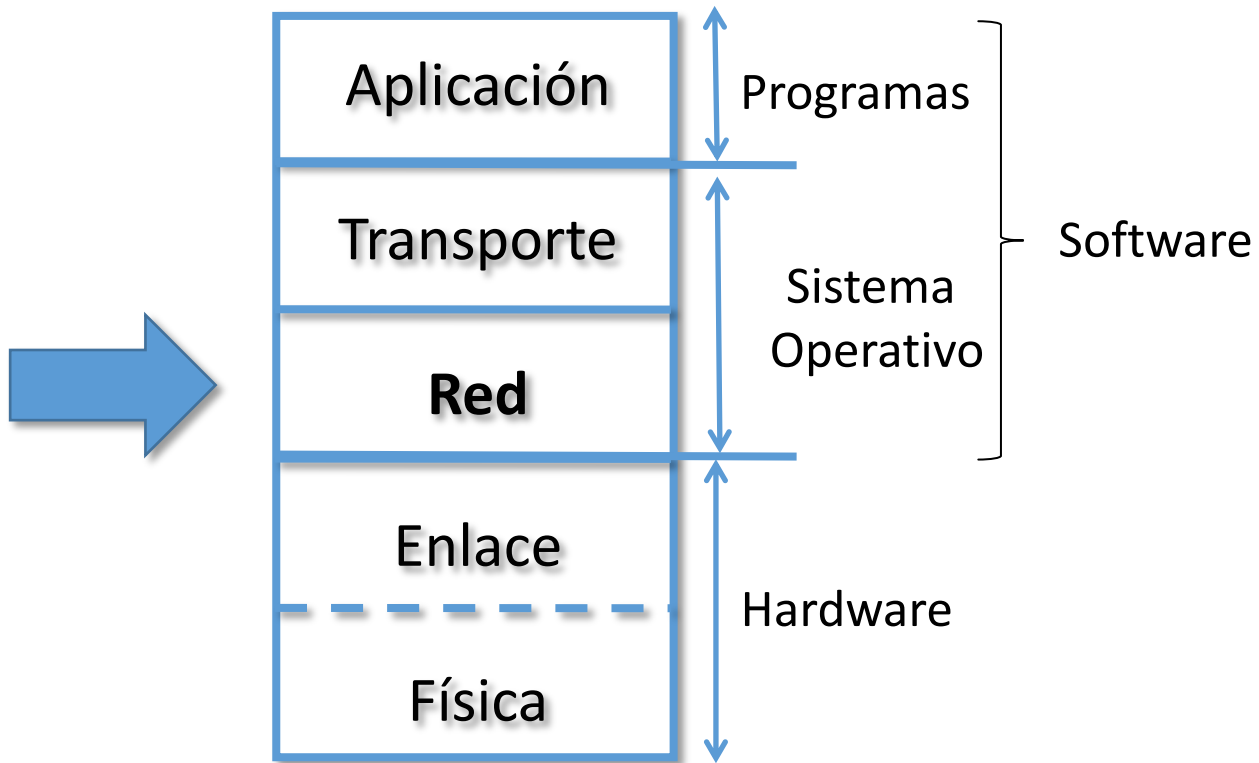 Aplicación
Programas
Transporte
Software
Sistema
Operativo
Red
Enlace
Hardware
Física